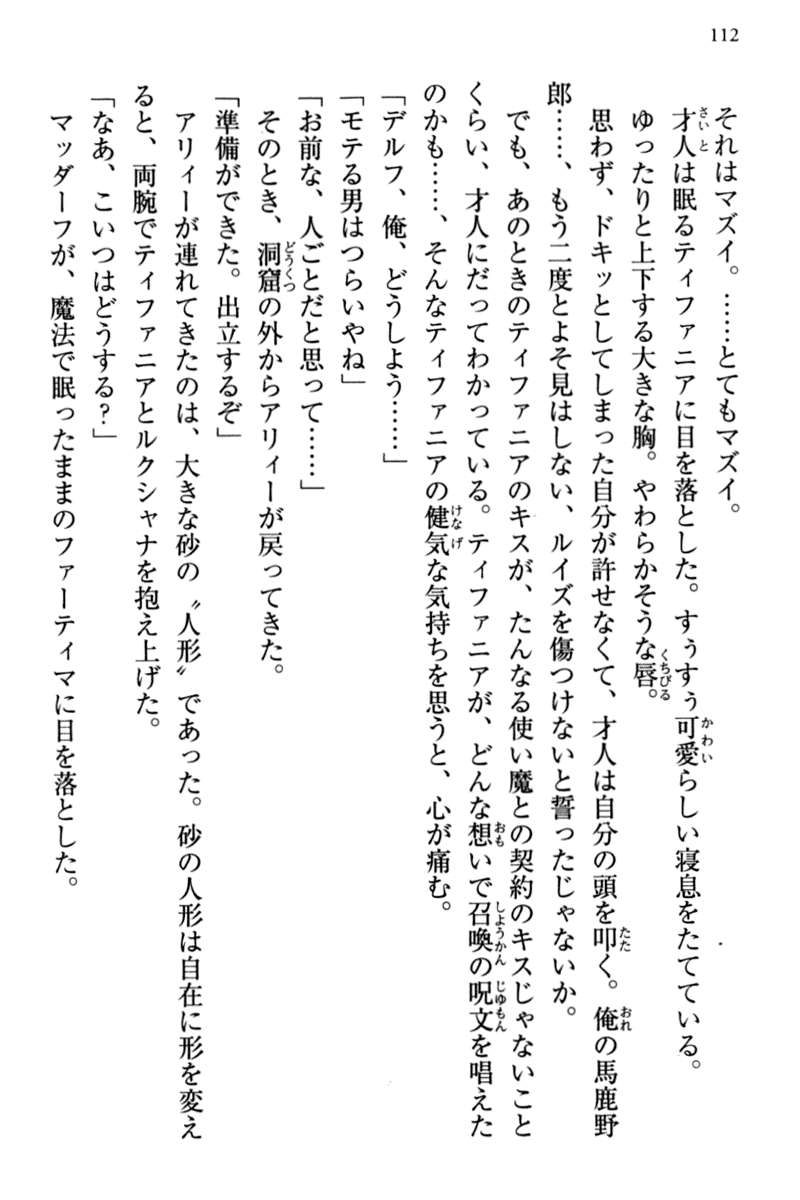 112
それはマズイ。……とてもマズイ。
才人は眠るティファニアに目を落とした。すぅすぅ可愛らしい寝息をたてている。
ゆったりと上下する大きな胸。やわらかそうな唇。
思わず、ドキッとしてしまった自分が許せなくて、才人は自分の頭を叩く。俺の馬鹿野
郎……、もう二度とよそ見はしない、ルイズを傷つけないと誓ったじゃないか。
でも、あのときのティファニアのキスが、たんなる使い魔との契約のキスじゃないこと
くらい、才人にだってわかっている。ティファニアが、どんな想いで召喚の呪文を唱えた
のかも……、そんなティファニアの健気な気持ちを思うと、心が痛む。
「デルフ、俺、どうしよう……」
「モテる男はつらいやね」
「お前な、人ごとだと思って……」
そのとき、洞窟の外からアリィーが戻ってきた。
「準備ができた。出立するぞ」
アリィーが連れてきたのは、大きな砂の〝人形〟であった。砂の人形は自在に形を変え
ると、両腕でティファニアとルクシャナを抱え上げた。
「なあ、こいつはどうする？」
マッダーフが、魔法で眠ったままのファーティマに目を落とした。